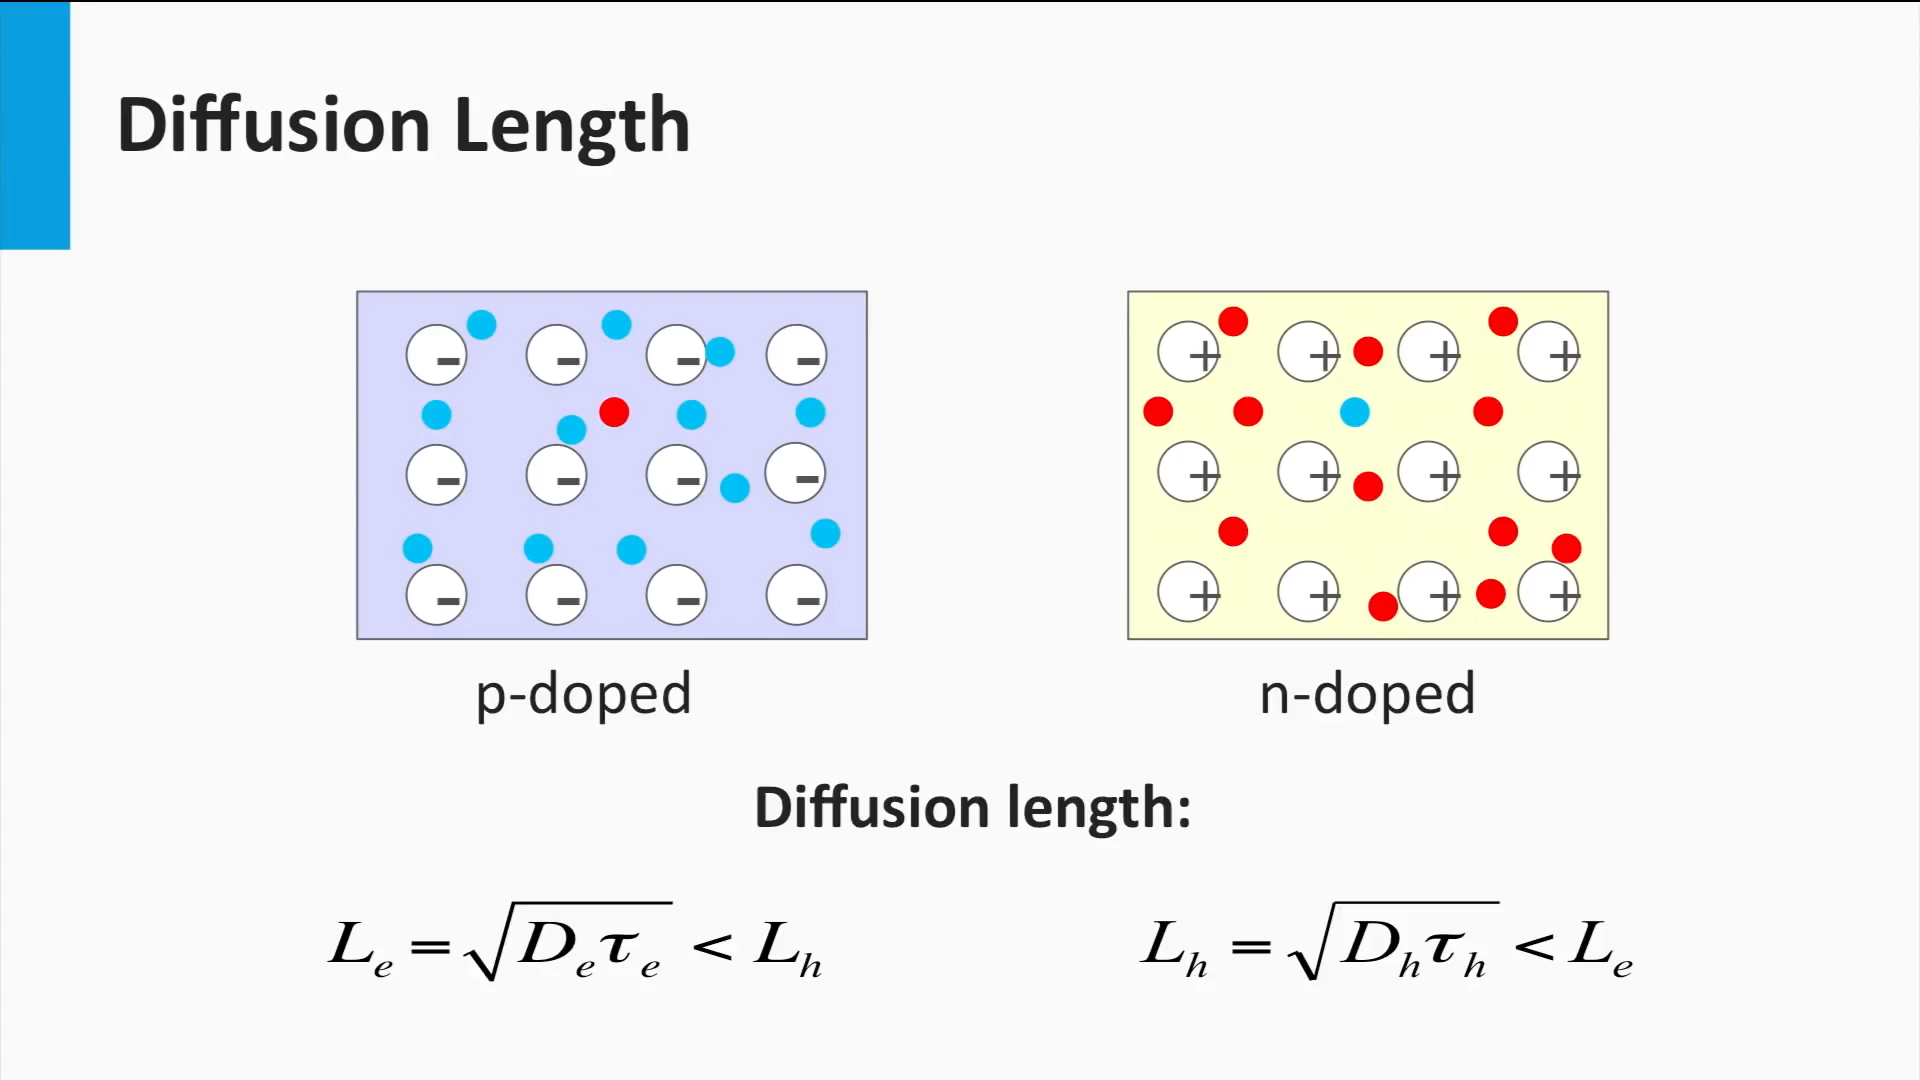 Diffusion Length
- - - -
- - - -
- - - -
+ + + +
+ + + +
+ + + +
p-doped
n-doped
Diffusion length:
L_e = √(D_e τ_e) < L_h
L_h = √(D_h τ_h) < L_e